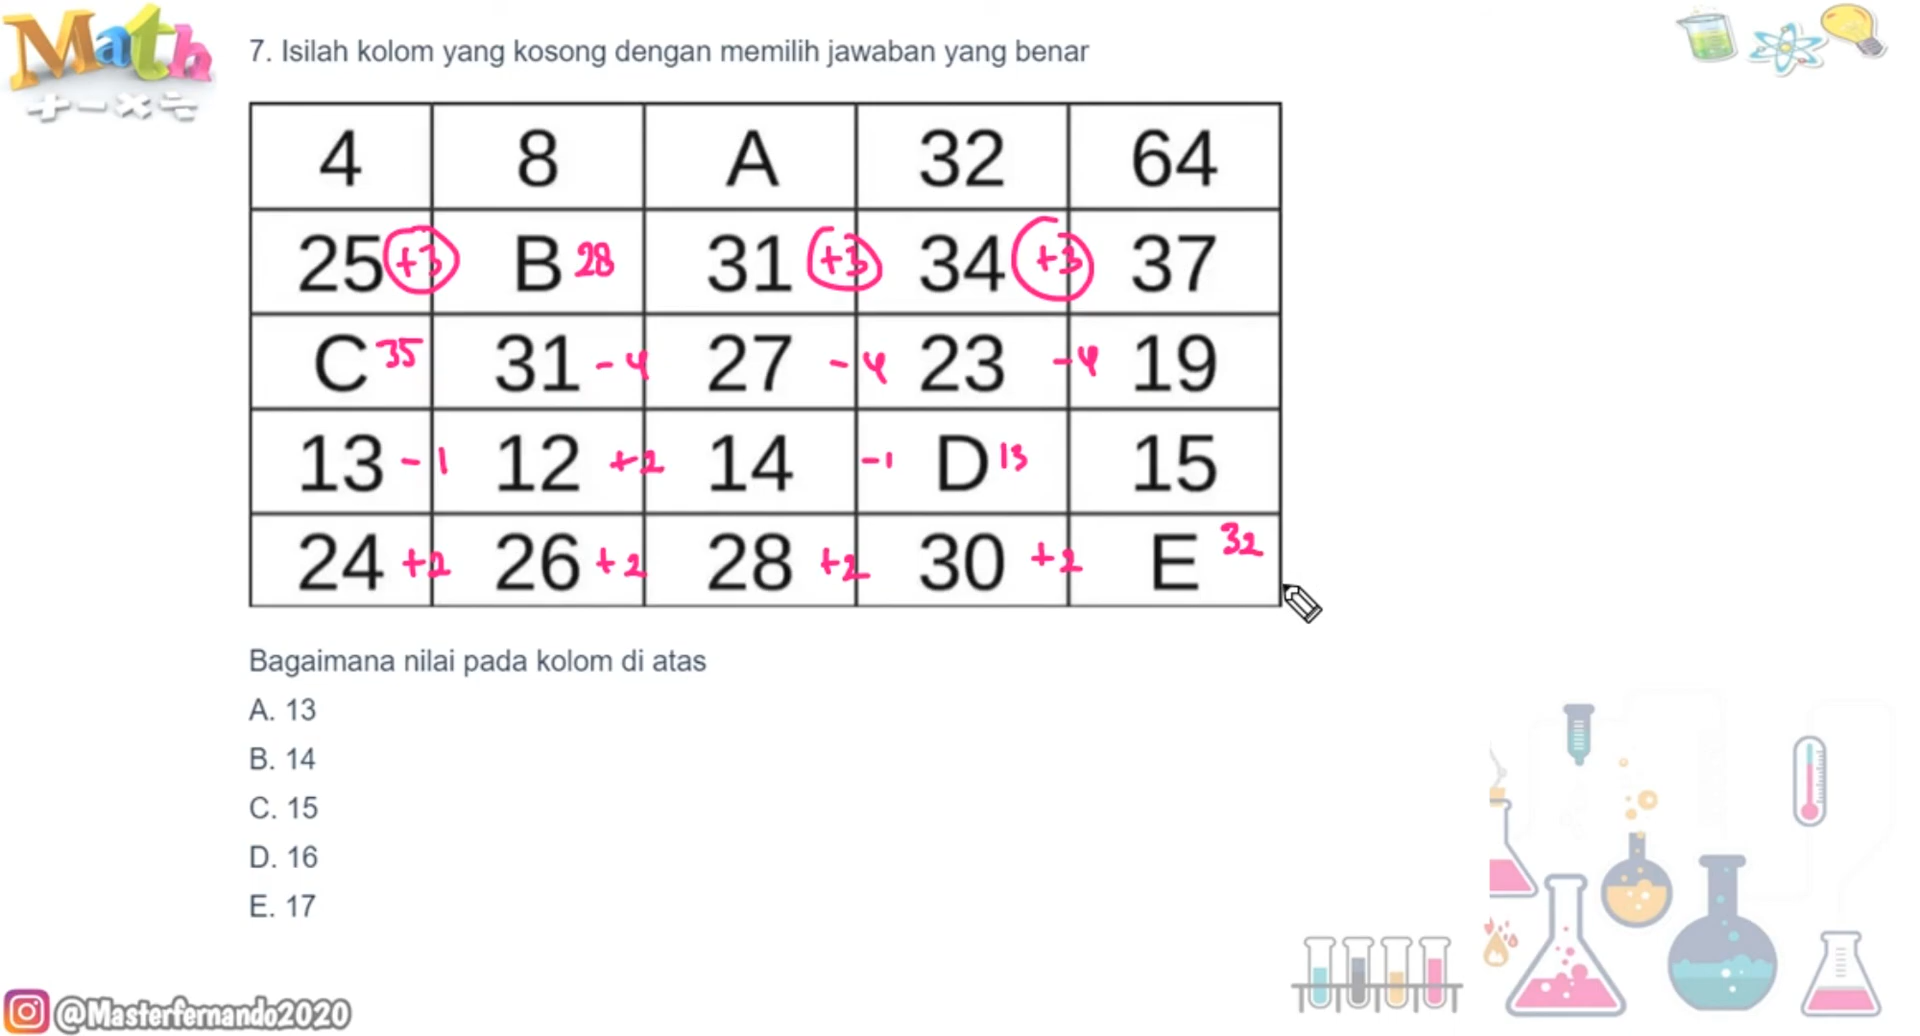 Math
+ - × ÷
7. Isilah kolom yang kosong dengan memilih jawaban yang benar
4 8 A 32 64
25 +3 B 28 31 +3 34 +3 37
C 35 31 -4 27 -4 23 -4 19
13 -1 12 +2 14 -1 D 13 15
24 +2 26 +2 28 +2 30 +2 E 32
Bagaimana nilai pada kolom di atas
A. 13
B. 14
C. 15
D. 16
E. 17
@Masterfernando2020